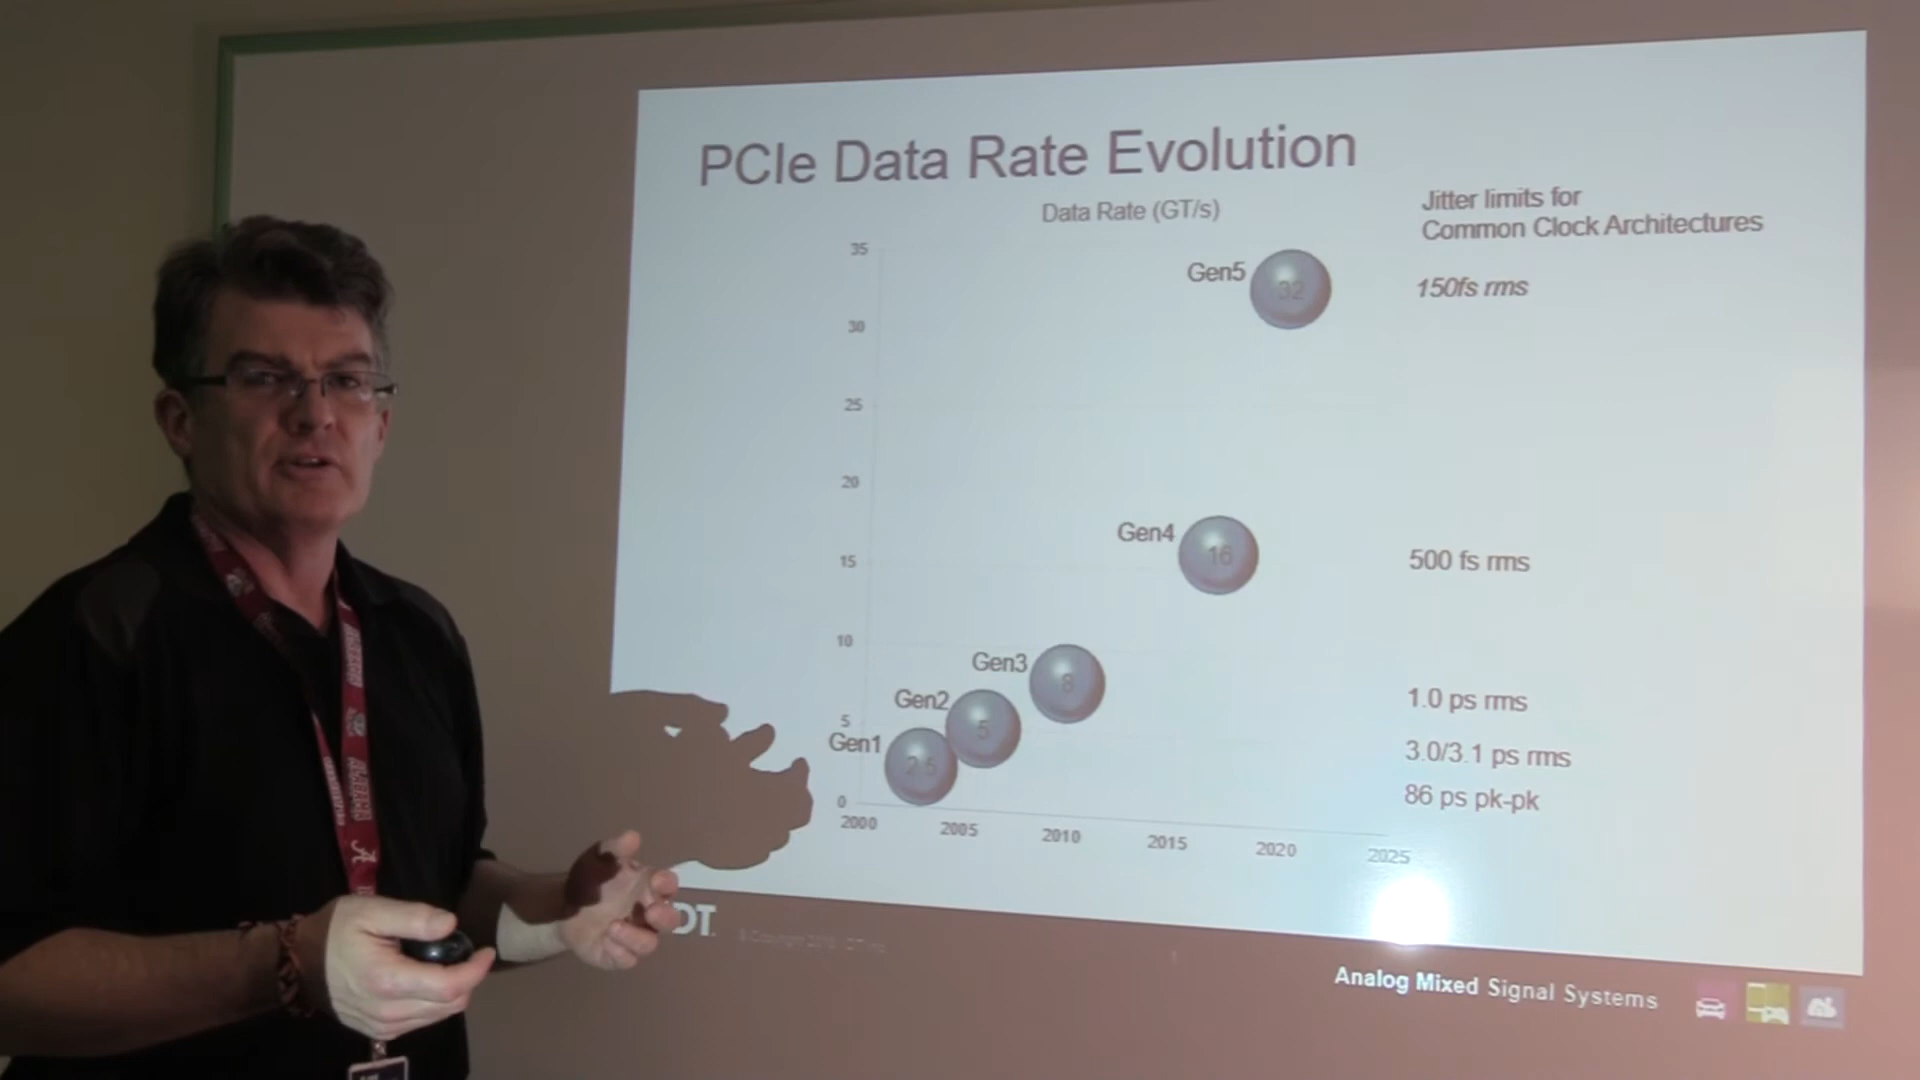 PCIe Data Rate Evolution
Data Rate (GT/s)
Jitter limits for
Common Clock Architectures
35
Gen5
32
150fs rms
30
25
20
Gen4
16
500 fs rms
15
10
Gen3
8
1.0 ps rms
Gen2
5
5
3.0/3.1 ps rms
Gen1
2.5
86 ps pk-pk
0
2000
2005
2010
2015
2020
2025
DT.
Analog Mixed Signal Systems